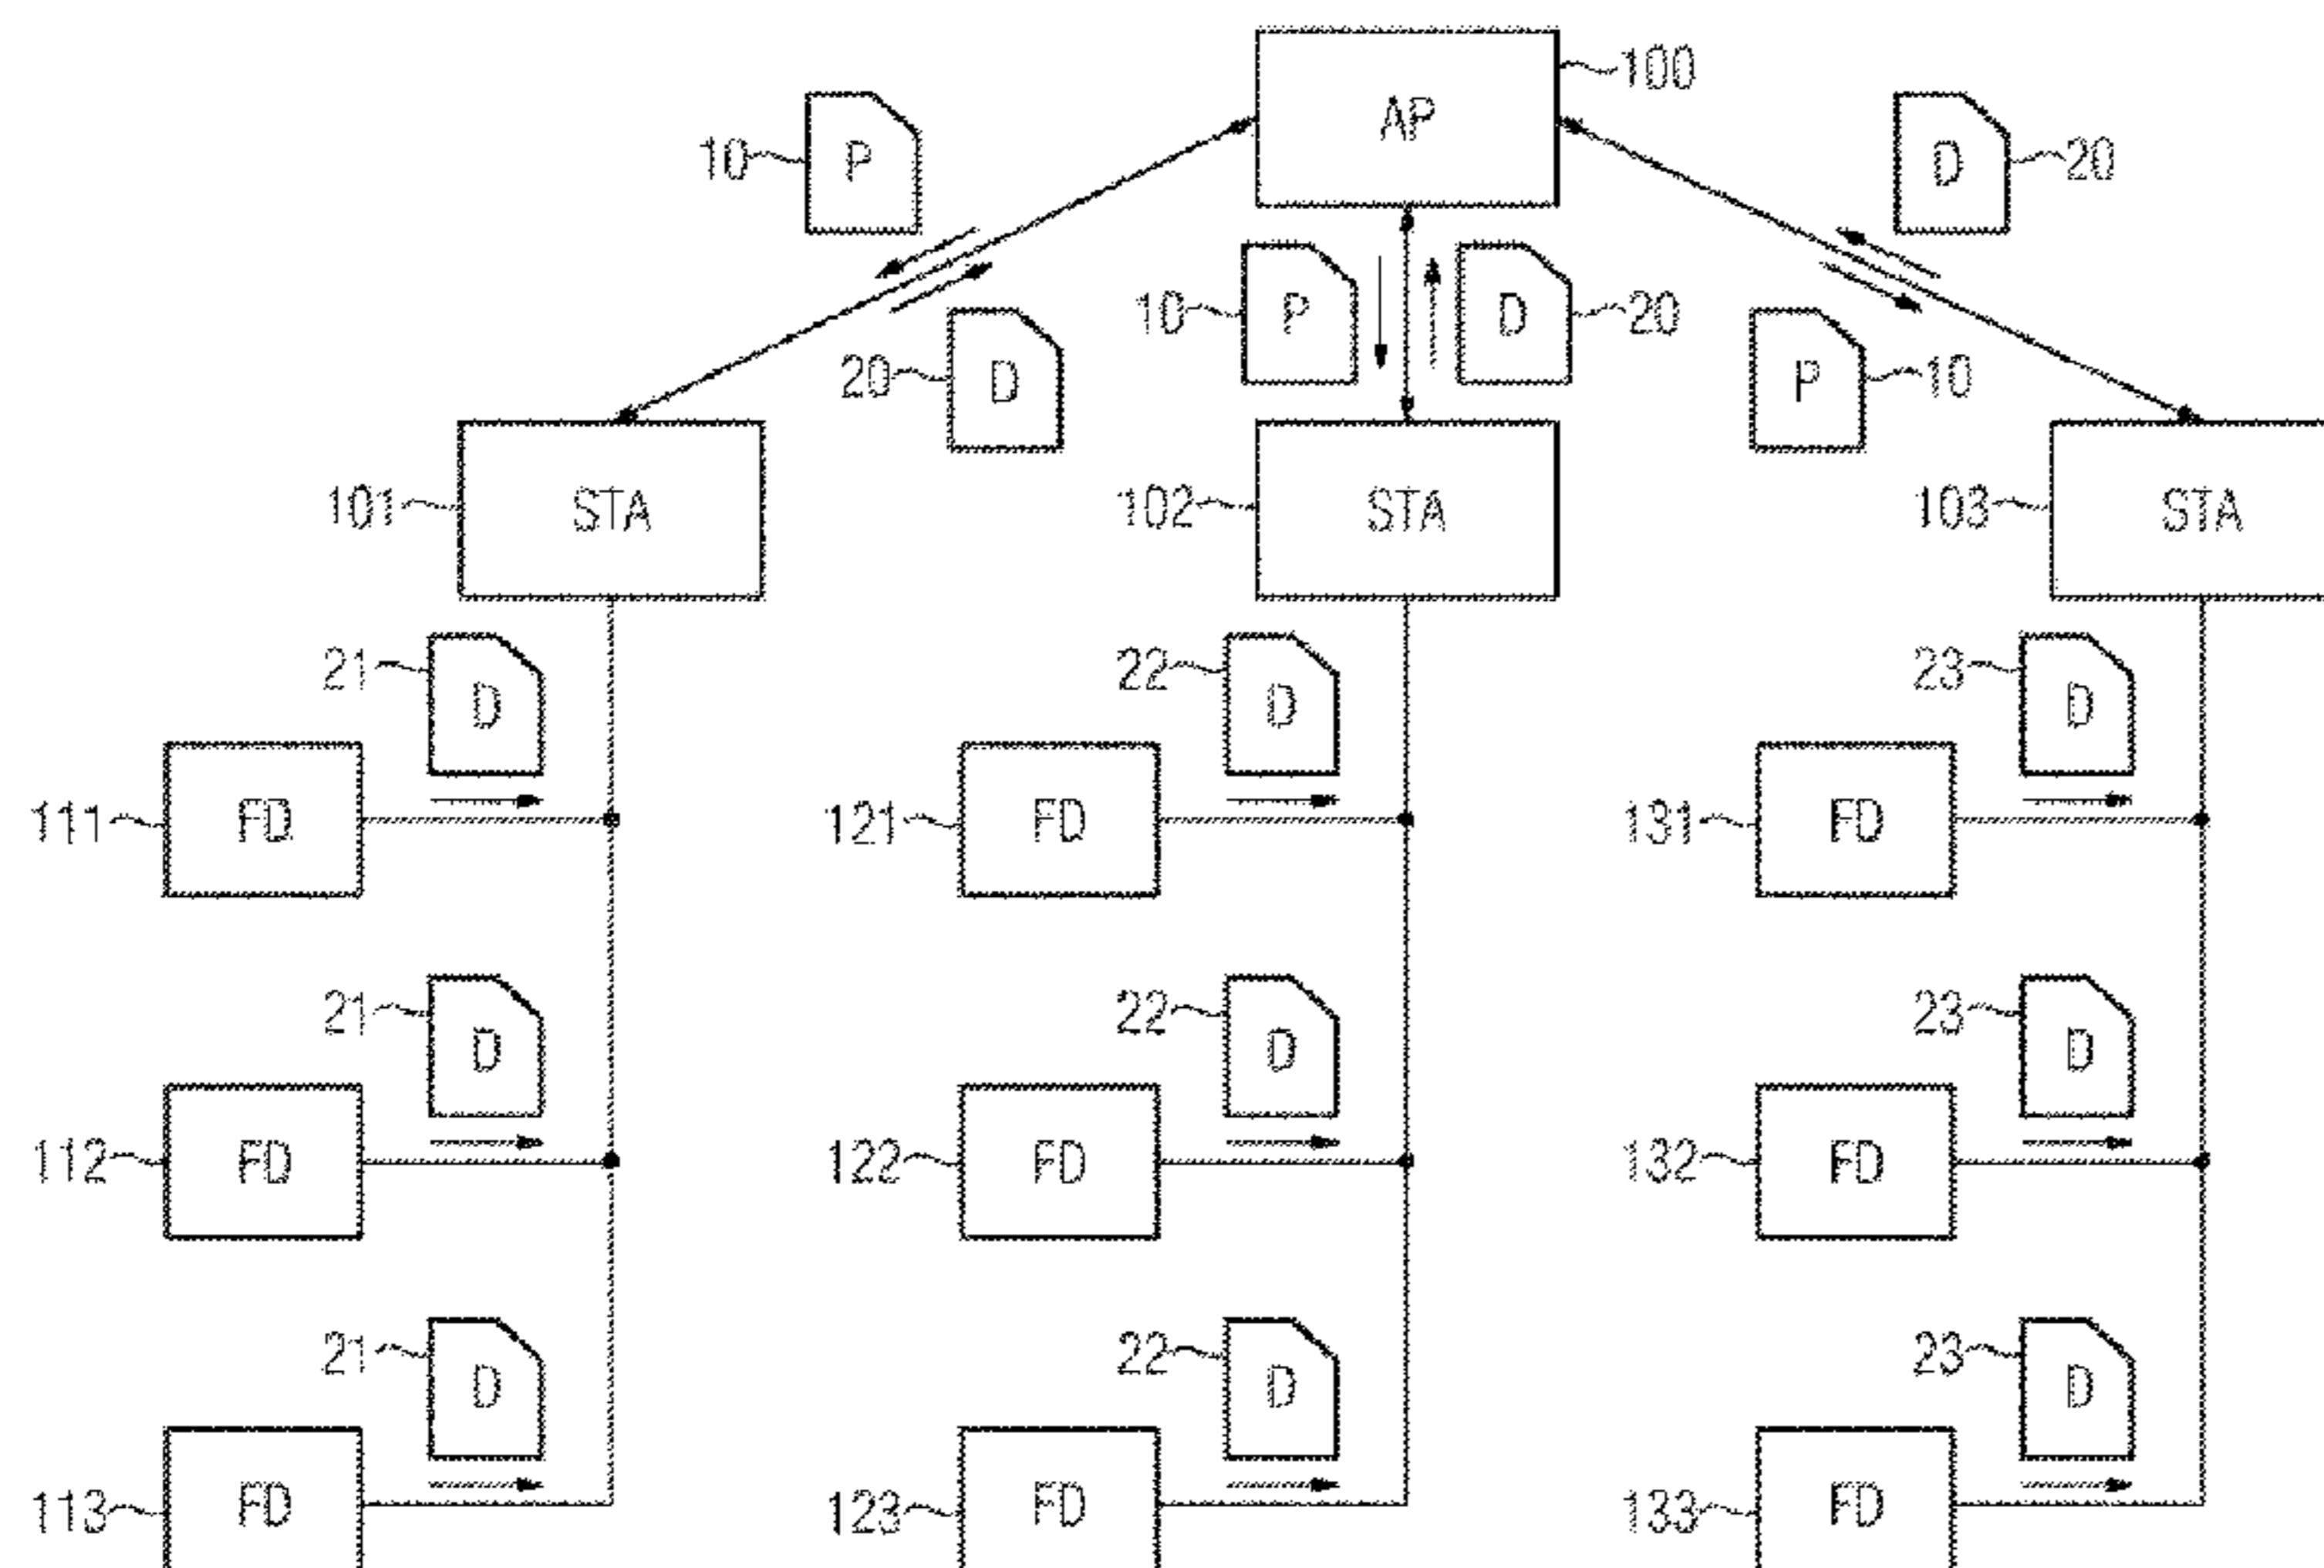 100
AP
10 P
D 20
10 P
D 20
20 D
P 10
101 STA
102 STA
103 STA
21 D
22 D
23 D
111 FD
121 FD
131 FD
21 D
22 D
23 D
112 FD
122 FD
132 FD
21 D
22 D
23 D
113 FD
123 FD
133 FD